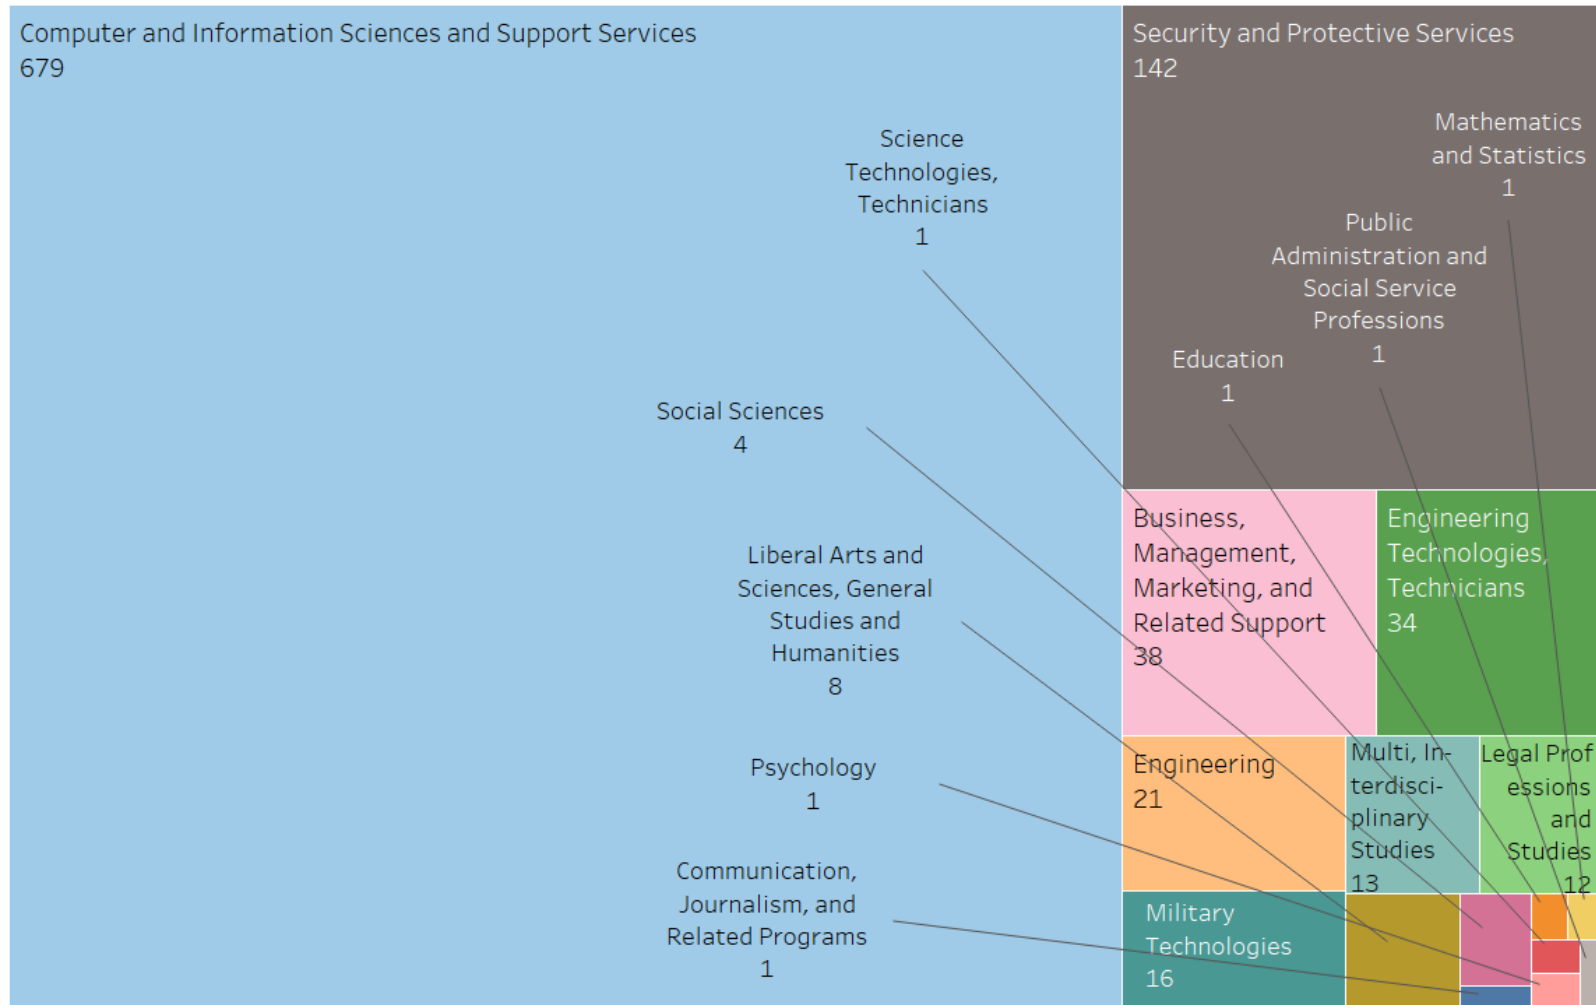 Computer and Information Sciences and Support Services
679
Science
Technologies,
Technicians
1
Social Sciences
4
Liberal Arts and
Sciences, General
Studies and
Humanities
8
Psychology
1
Communication,
Journalism, and
Related Programs
1
Security and Protective Services
142
Mathematics
and Statistics
1
Public
Administration and
Social Service
Professions
1
Education
1
Business,
Management,
Marketing, and
Related Support
38
Engineering
Technologies,
Technicians
34
Engineering
21
Multi, In-
terdisci-
plinary
Studies
13
Legal Prof
essions
and
Studies
12
Military
Technologies
16